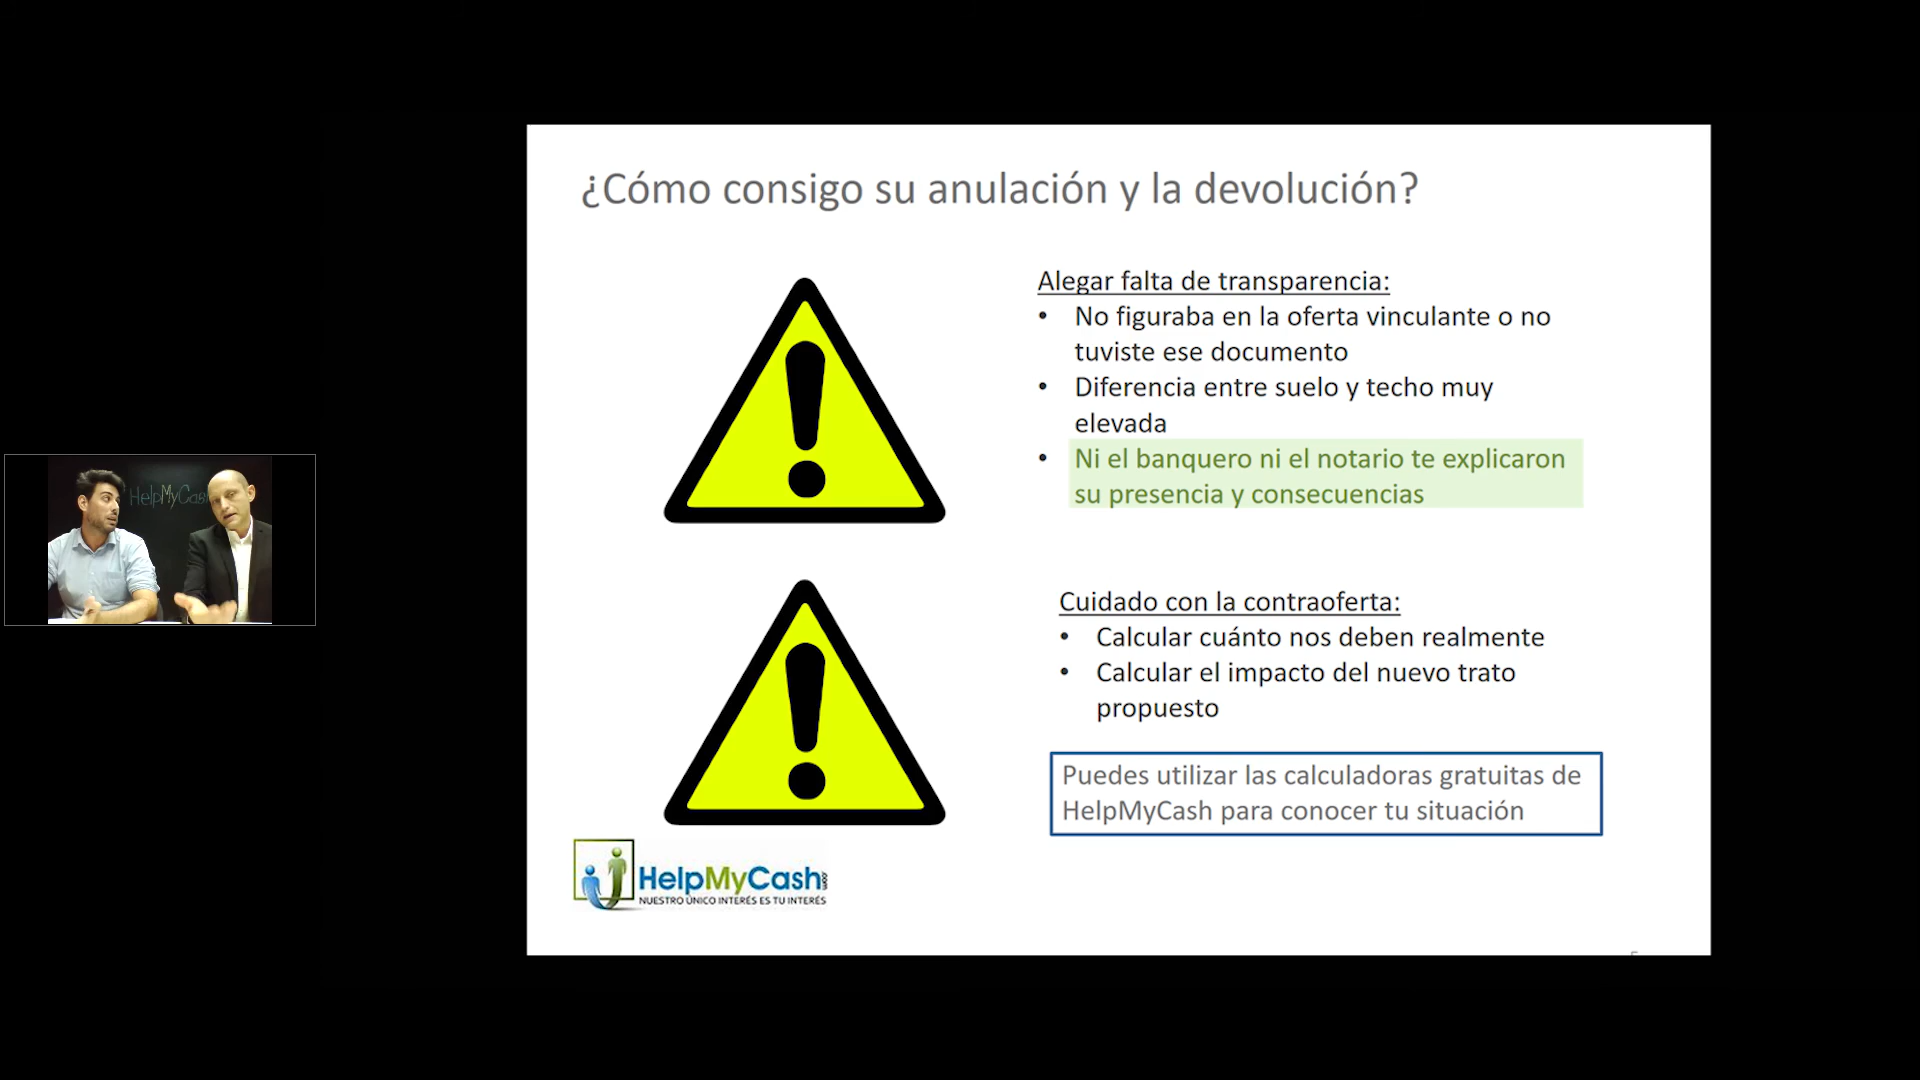 ¿Cómo consigo su anulación y la devolución?
Alegar falta de transparencia:
• No figuraba en la oferta vinculante o no
tuviste ese documento
• Diferencia entre suelo y techo muy
elevada
• Ni el banquero ni el notario te explicaron
su presencia y consecuencias
Cuidado con la contraoferta:
• Calcular cuánto nos deben realmente
• Calcular el impacto del nuevo trato
propuesto
Puedes utilizar las calculadoras gratuitas de
HelpMyCash para conocer tu situación
HelpMyCash.com
NUESTRO ÚNICO INTERÉS ES TU INTERÉS
HelpMyCash